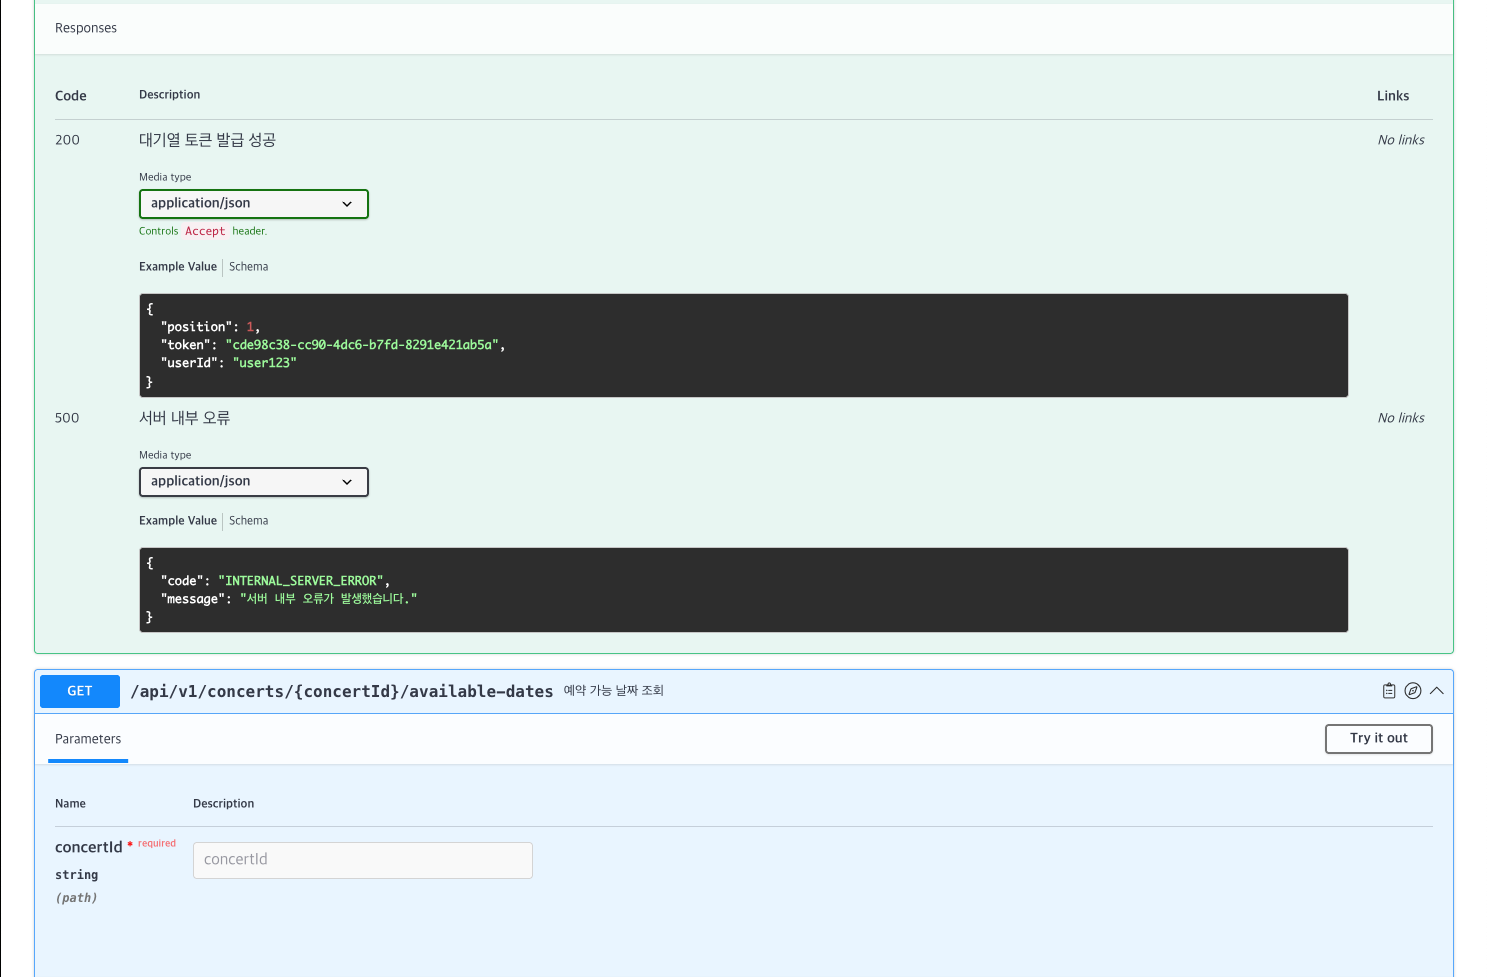 Responses
Code Description Links
200 대기열 토큰 발급 성공 No links
Media type
application/json
Controls Accept header.
Example Value Schema
{
"position": 1,
"token": "cde98c38-cc90-4dc6-b7fd-8291e421ab5a",
"userId": "user123"
}
500 서버 내부 오류 No links
Media type
application/json
Example Value Schema
{
"code": "INTERNAL_SERVER_ERROR",
"message": "서버 내부 오류가 발생했습니다."
}
GET /api/v1/concerts/{concertId}/available-dates 예약 가능 날짜 조회
Parameters Try it out
Name Description
concertId * required concertId
string
(path)